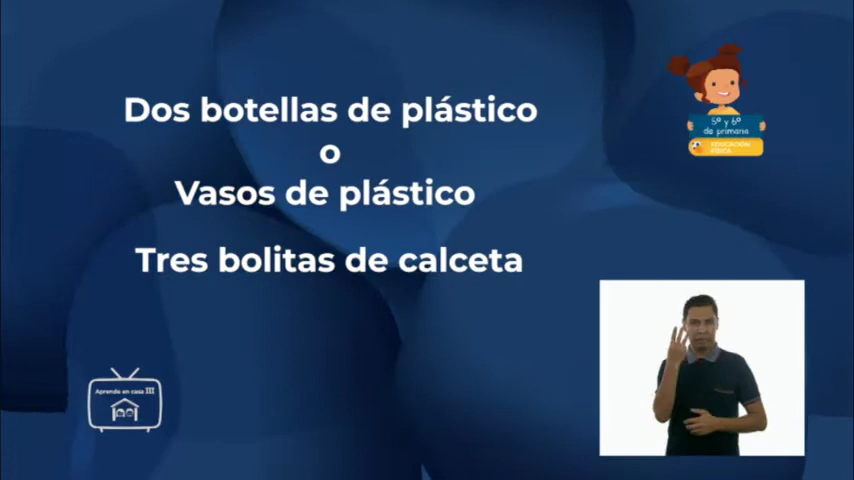 Dos botellas de plástico
o
Vasos de plástico
Tres bolitas de calceta
5º y 6º
de primaria
EDUCACIÓN
FÍSICA
Aprende en casa III